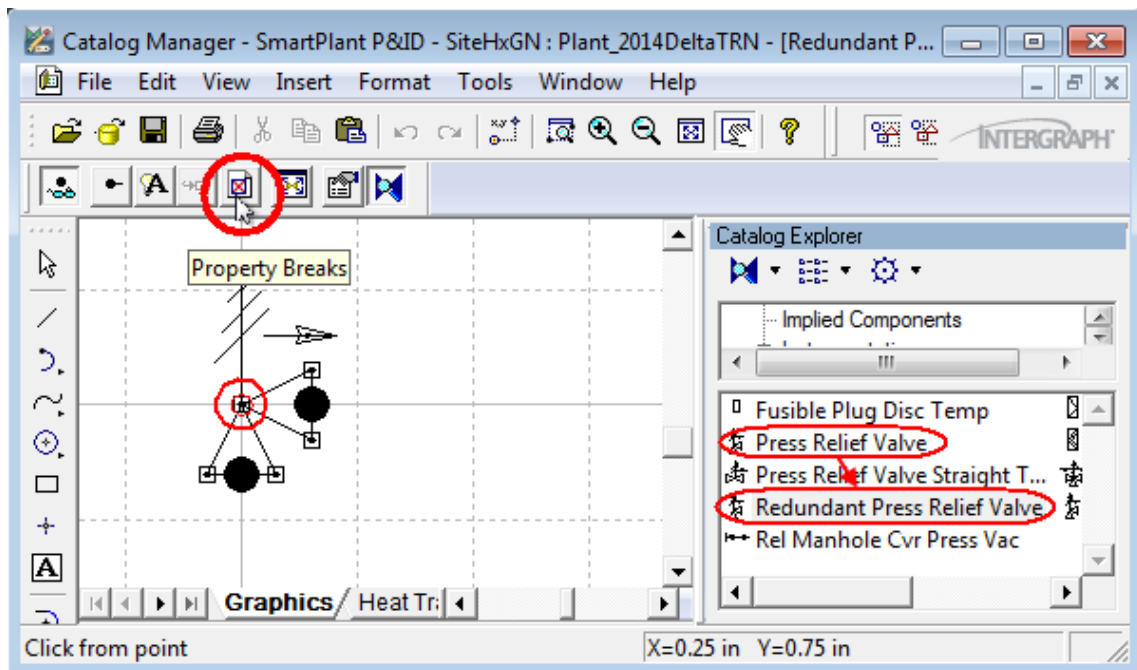 Catalog Manager - SmartPlant P&ID - SiteHxGN : Plant_2014DeltaTRN - [Redundant P...
File Edit View Insert Format Tools Window Help
INTERGRAPH
A
Property Breaks
Catalog Explorer
Implied Components
Fusible Plug Disc Temp
Press Relief Valve
Press Relief Valve Straight T...
Redundant Press Relief Valve
Rel Manhole Cvr Press Vac
A
Graphics Heat Tr
Click from point X=0.25 in Y=0.75 in